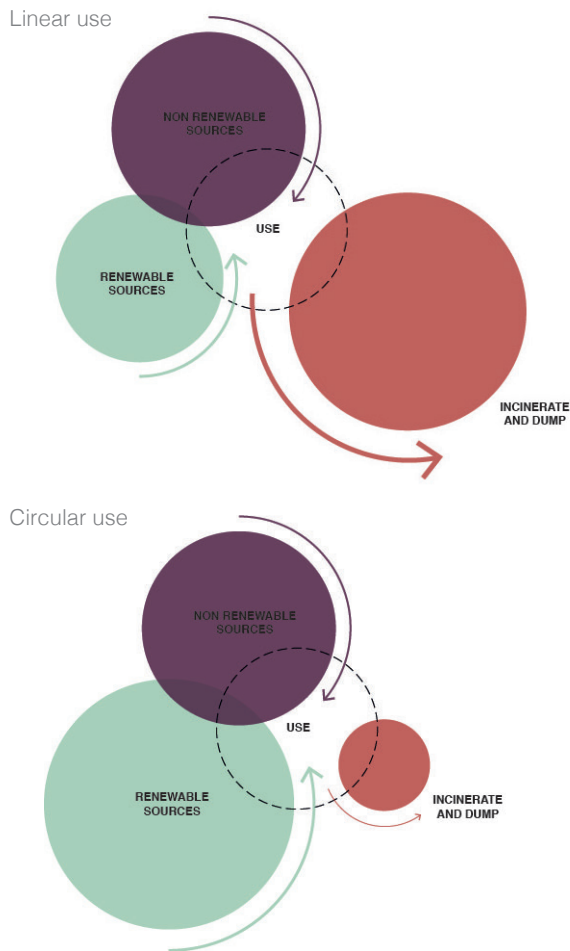 Linear use
NON RENEWABLE
SOURCES
USE
RENEWABLE
SOURCES
INCINERATE
AND DUMP
Circular use
NON RENEWABLE
SOURCES
USE
RENEWABLE
SOURCES
INCINERATE
AND DUMP